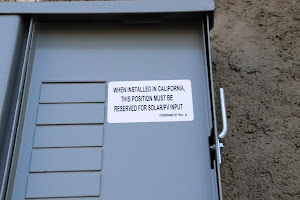 WHEN INSTALLED IN CALIFORNIA,
THIS POSITION MUST BE
RESERVED FOR SOLAR/PV INPUT